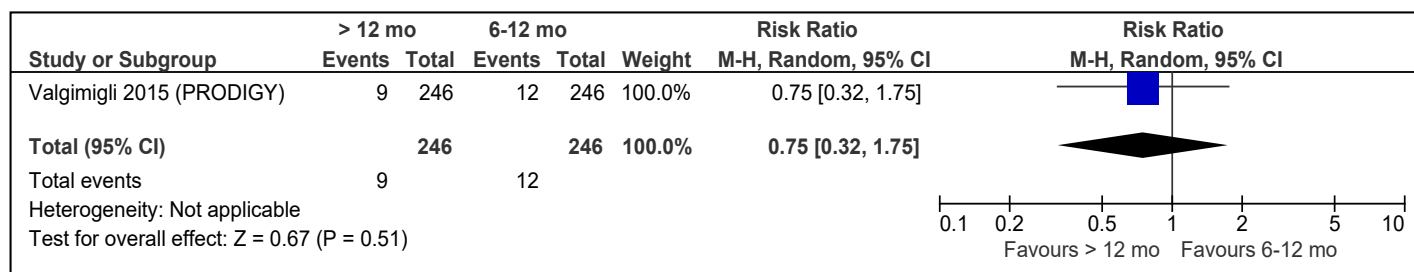 > 12 mo 6-12 mo Risk Ratio Risk Ratio
Study or Subgroup Events Total Events Total Weight M-H, Random, 95% CI M-H, Random, 95% CI
Valgimigli 2015 (PRODIGY) 9 246 12 246 100.0% 0.75 [0.32, 1.75]
Total (95% CI) 246 246 100.0% 0.75 [0.32, 1.75]
Total events 9 12
Heterogeneity: Not applicable
Test for overall effect: Z = 0.67 (P = 0.51)
0.1 0.2 0.5 1 2 5 10
Favours > 12 mo Favours 6-12 mo